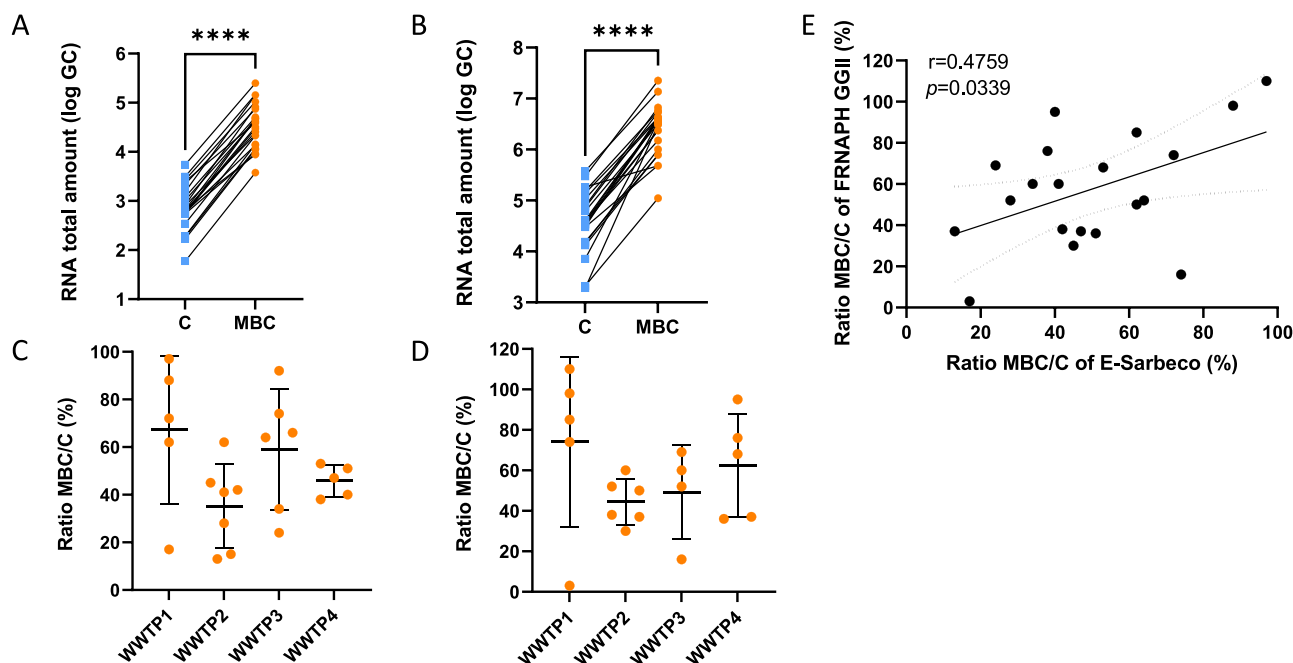 A
****
RNA total amount (log GC)
6
5
4
3
2
1
C
MBC
B
****
RNA total amount (log GC)
8
7
6
5
4
3
C
MBC
E
r=0.4759
p=0.0339
Ratio MBC/C of FRNAPH GGII (%)
120
100
80
60
40
20
0
0
20
40
60
80
100
Ratio MBC/C of E-Sarbeco (%)
C
Ratio MBC/C (%)
100
80
60
40
20
0
WWTP1
WWTP2
WWTP3
WWTP4
D
Ratio MBC/C (%)
120
100
80
60
40
20
0
WWTP1
WWTP2
WWTP3
WWTP4